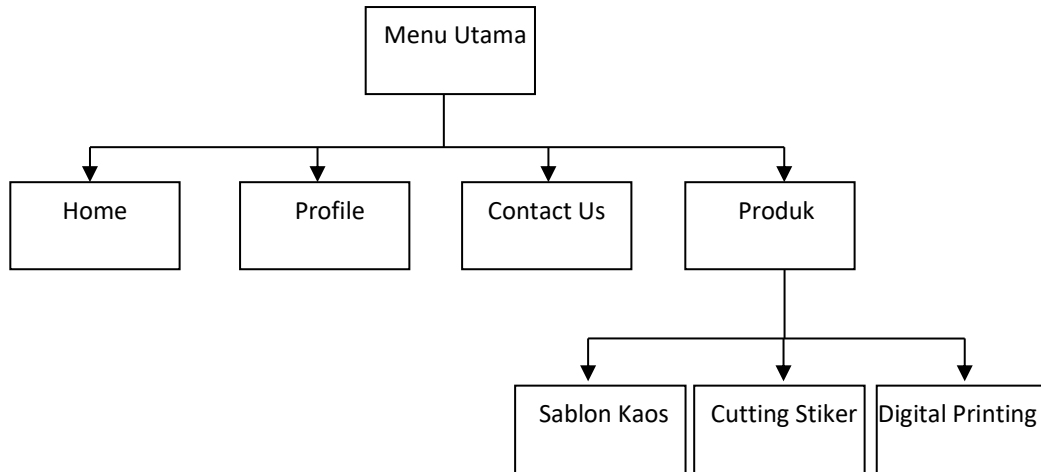 Menu Utama
Home
Profile
Contact Us
Produk
Sablon Kaos
Cutting Stiker
Digital Printing